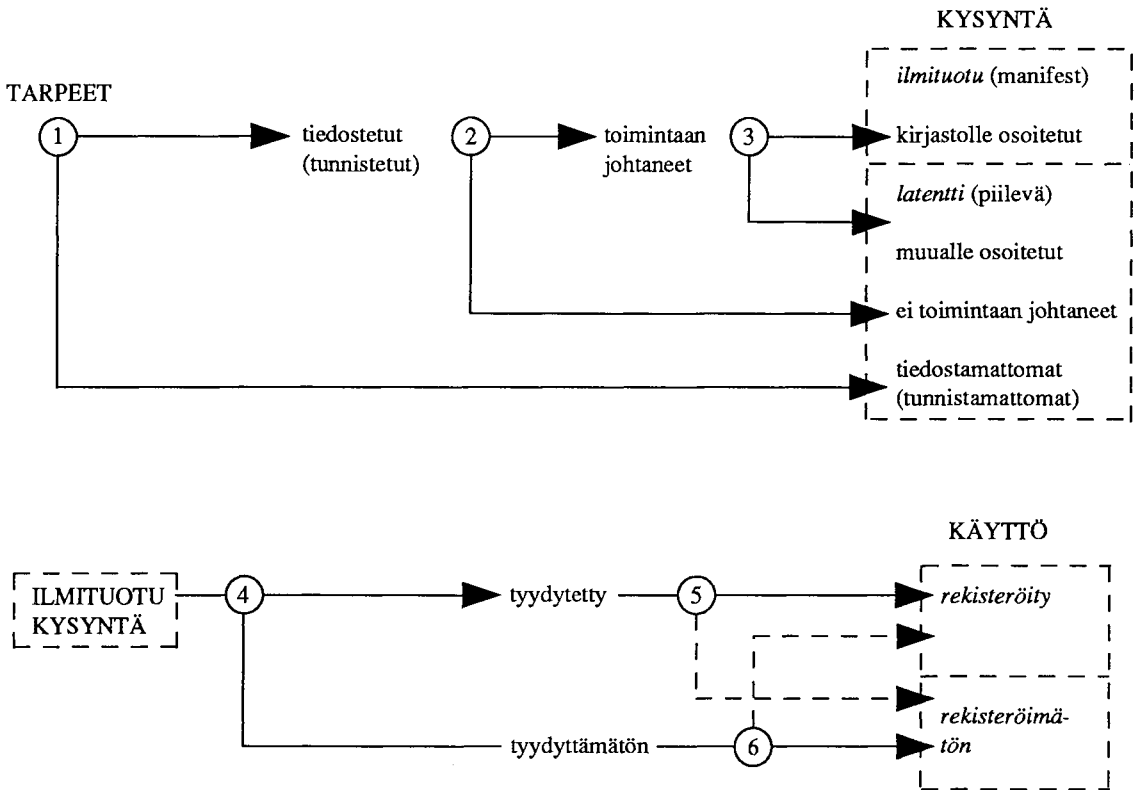 KYSYNTÄ
ilmituotu (manifest)
TARPEET
1
tiedostetut
(tunnistetut)
2
toimintaan
johtaneet
3
kirjastolle osoitetut
latentti (piilevä)
muualle osoitetut
ei toimintaan johtaneet
tiedostamattomat
(tunnistamattomat)
KÄYTTÖ
ILMITUOTU
KYSYNTÄ
4
tyydytetty
5
rekisteröity
tyydyttämätön
6
rekisteröimä-
tön